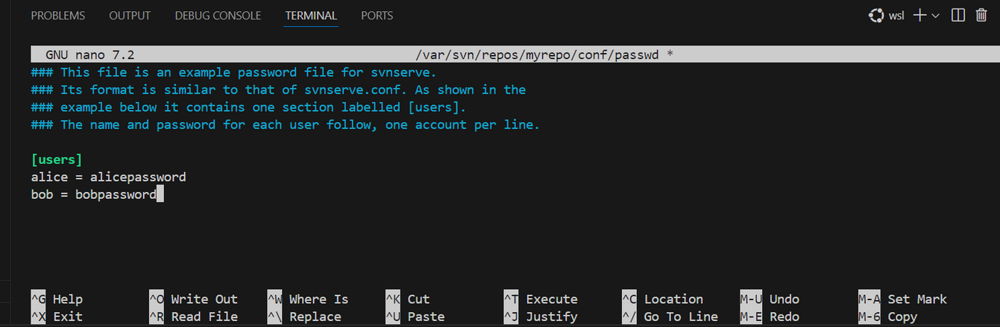 PROBLEMS OUTPUT DEBUG CONSOLE TERMINAL PORTS wsl
GNU nano 7.2 /var/svn/repos/myrepo/conf/passwd *
### This file is an example password file for svnserve.
### Its format is similar to that of svnserve.conf. As shown in the
### example below it contains one section labelled [users].
### The name and password for each user follow, one account per line.
[users]
alice = alicepassword
bob = bobpassword
^G Help ^O Write Out ^W Where Is ^K Cut ^T Execute ^C Location M-U Undo M-A Set Mark
^X Exit ^R Read File ^\ Replace ^U Paste ^J Justify ^/ Go To Line M-E Redo M-6 Copy